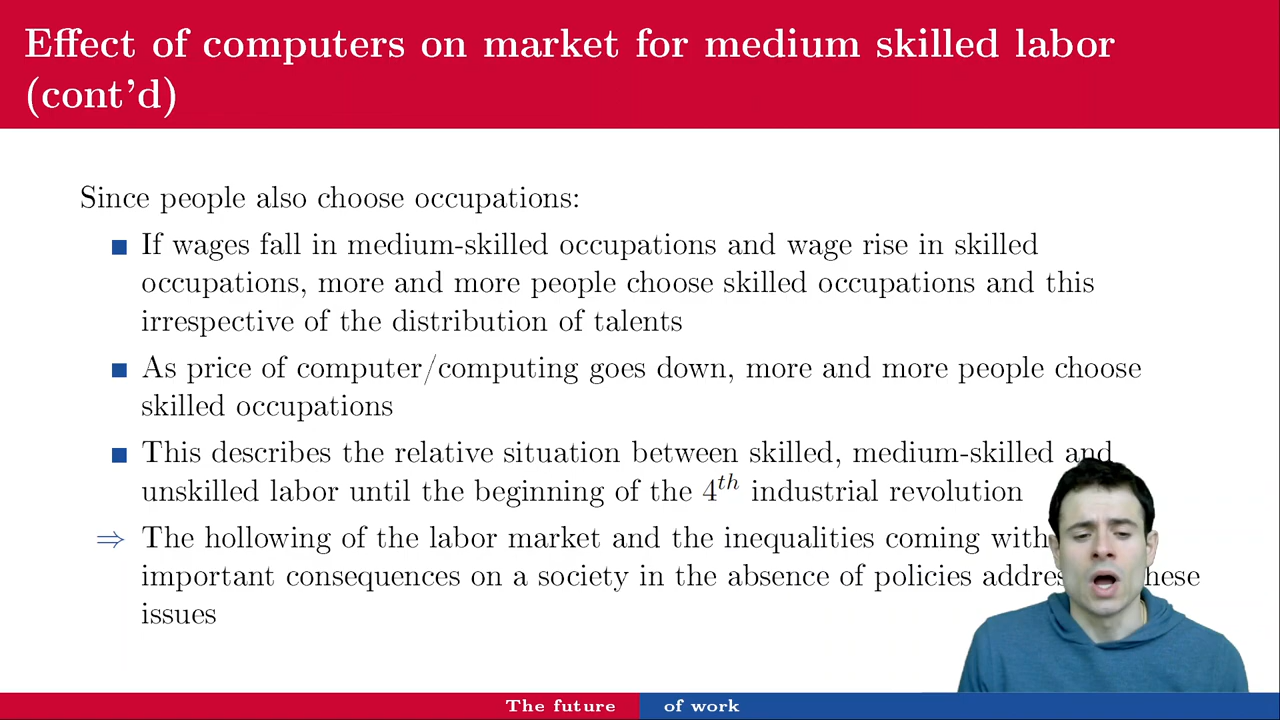 Effect of computers on market for medium skilled labor
(cont'd)
Since people also choose occupations:
If wages fall in medium-skilled occupations and wage rise in skilled
occupations, more and more people choose skilled occupations and this
irrespective of the distribution of talents
As price of computer/computing goes down, more and more people choose
skilled occupations
This describes the relative situation between skilled, medium-skilled and
unskilled labor until the beginning of the 4th industrial revolution
⇒ The hollowing of the labor market and the inequalities coming with
important consequences on a society in the absence of policies
issues
The future of work